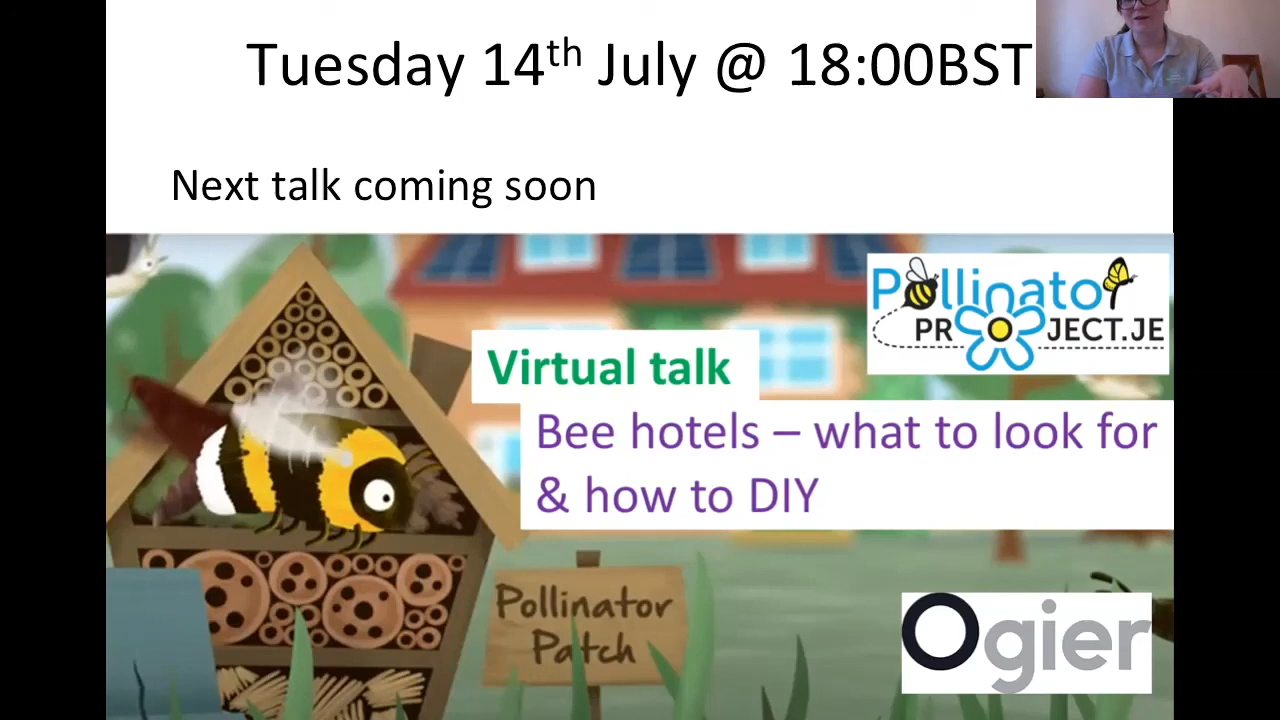 Tuesday 14th July @ 18:00BST
Next talk coming soon
Pollinator
PROJECT.JE
Virtual talk
Bee hotels – what to look for
& how to DIY
Pollinator
Patch
Ogier